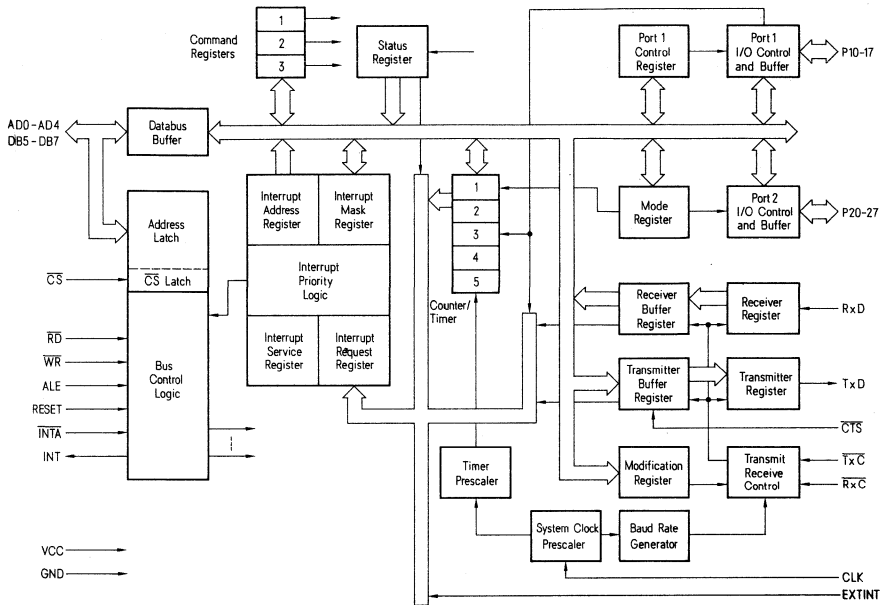 Command
Registers
1
2
3
Status
Register
Port 1
Control
Register
Port 1
I/O Control
and Buffer
P10-17
AD0-AD4
DB5-DB7
Databus
Buffer
Address
Latch
CS
CS Latch
RD
WR
ALE
RESET
INTA
INT
Bus
Control
Logic
Interrupt
Address
Register
Interrupt
Mask
Register
Interrupt
Priority
Logic
Interrupt
Service
Register
Interrupt
Request
Register
1
2
3
4
5
Counter/
Timer
Mode
Register
Port 2
I/O Control
and Buffer
P20-27
Receiver
Buffer
Register
Receiver
Register
RxD
Transmitter
Buffer
Register
Transmitter
Register
TxD
CTS
Timer
Prescaler
Modification
Register
Transmit
Receive
Control
TxC
RxC
System Clock
Prescaler
Baud Rate
Generator
VCC
GND
CLK
EXTINT